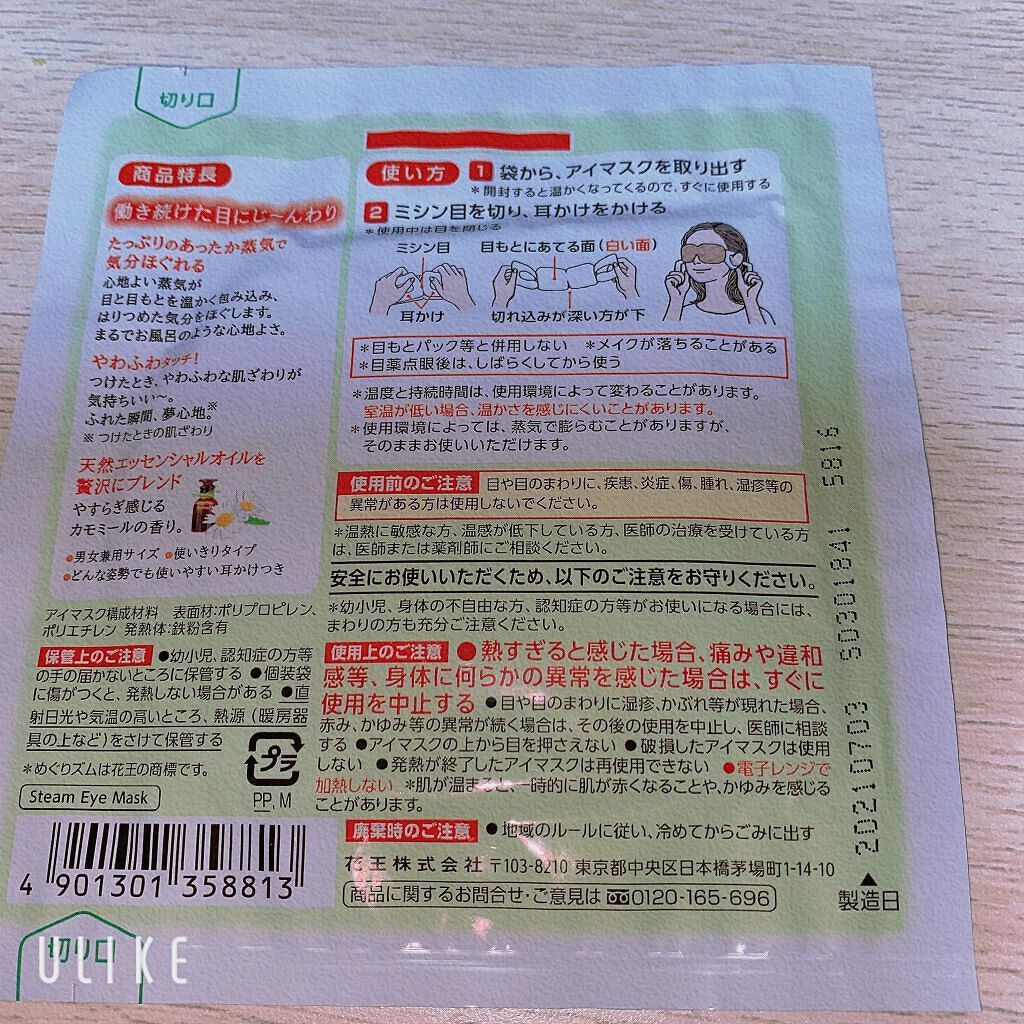 切り口
商品特長
働き続けた目にじ〜んわり
たっぷりのあったか蒸気で
気分ほぐれる
心地よい蒸気が
目と目もとを温かく包み込み、
はりつめた気分をほぐします。
まるでお風呂のような心地よさ。
やわふわタッチ!
つけたとき、やわふわな肌ざわりが
気持ちいい〜。
ふれた瞬間、夢心地。※
※つけたときの肌ざわり
天然エッセンシャルオイルを
贅沢にブレンド
やすらぎ感じる
カモミールの香り。
●男女兼用サイズ ●使いきりタイプ
●どんな姿勢でも使いやすい耳かけつき
使い方 1 袋から、アイマスクを取り出す
＊開封すると温かくなってくるので、すぐに使用する
2 ミシン目を切り、耳かけをかける
＊使用中は目を閉じる
ミシン目 目もとにあてる面(白い面)
耳かけ 切れ込みが深い方が下
＊目もとパック等と併用しない ＊メイクが落ちることがある
＊目薬点眼後は、しばらくしてから使う
＊温度と持続時間は、使用環境によって変わることがあります。
室温が低い場合、温かさを感じにくいことがあります。
＊使用環境によっては、蒸気で膨らむことがありますが、
そのままお使いいただけます。
使用前のご注意 目や目のまわりに、疾患、炎症、傷、腫れ、湿疹等の
異常がある方は使用しないでください。
＊温熱に敏感な方、温感が低下している方、医師の治療を受けている方
は、医師または薬剤師にご相談ください。
安全にお使いいただくため、以下のご注意をお守りください。
＊幼小児、身体の不自由な方、認知症の方等がお使いになる場合には、
まわりの方も充分ご注意ください。
使用上のご注意 ●熱すぎると感じた場合、痛みや違和
感等、身体に何らかの異常を感じた場合は、すぐに
使用を中止する ●目や目のまわりに湿疹、かぶれ等が現れた場合、
赤み、かゆみ等の異常が続く場合は、その後の使用を中止し、医師に相談
する ●アイマスクの上から目を押さえない ●破損したアイマスクは使用
しない ●発熱が終了したアイマスクは再使用できない ●電子レンジで
加熱しない ＊肌が温まると、一時的に肌が赤くなることや、かゆみを感じる
ことがあります。
廃棄時のご注意 ●地域のルールに従い、冷めてからごみに出す
花王株式会社 〒103-8210 東京都中央区日本橋茅場町1-14-10
商品に関するお問合せ・ご意見は 0120-165-696
アイマスク構成材料 表面材:ポリプロピレン、
ポリエチレン 発熱体:鉄粉含有
保管上のご注意 ●幼小児、認知症の方等
の手の届かないところに保管する ●個装袋
に傷がつくと、発熱しない場合がある ●直
射日光や気温の高いところ、熱源（暖房器
具の上など）をさけて保管する
＊めぐりズムは花王の商標です。
Steam Eye Mask
プラ
PP, M
4 901301 358813
20210703 S0301841 5816
製造日
切り口
ULIKE